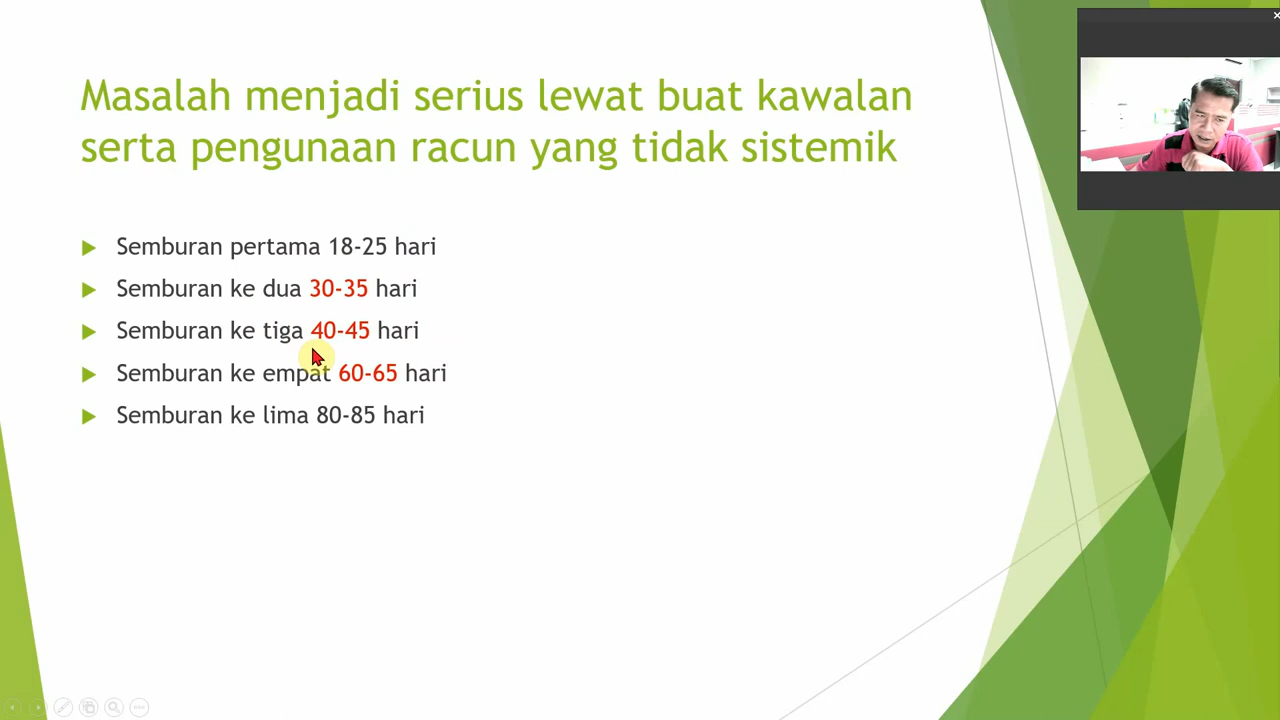 Masalah menjadi serius lewat buat kawalan
serta pengunaan racun yang tidak sistemik
Semburan pertama 18-25 hari
Semburan ke dua 30-35 hari
Semburan ke tiga 40-45 hari
Semburan ke empat 60-65 hari
Semburan ke lima 80-85 hari